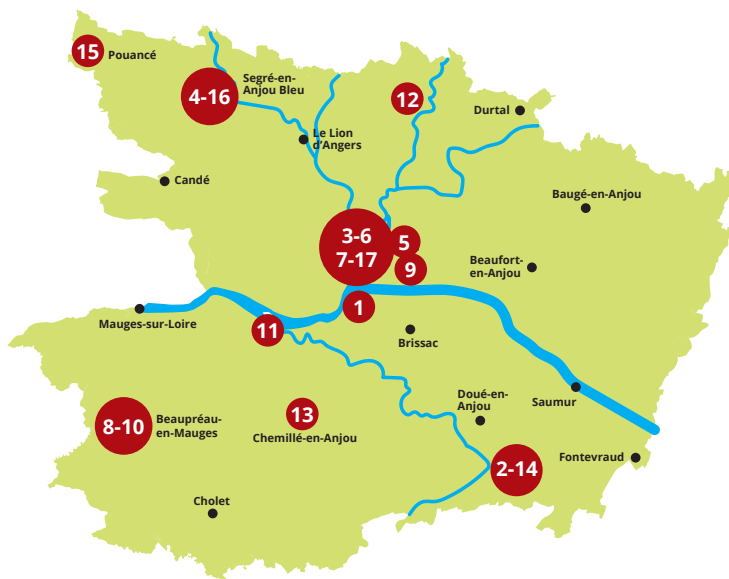 15
Pouancé
4-16
Segré-en-
Anjou Bleu
12
Durtal
Le Lion
d'Angers
Candé
Baugé-en-Anjou
3-6
7-17
5
9
Beaufort-
en-Anjou
1
Mauges-sur-Loire
11
Brissac
8-10
Beaupréau-
en-Mauges
13
Chemillé-en-Anjou
Doué-en-
Anjou
Saumur
2-14
Fontevraud
Cholet